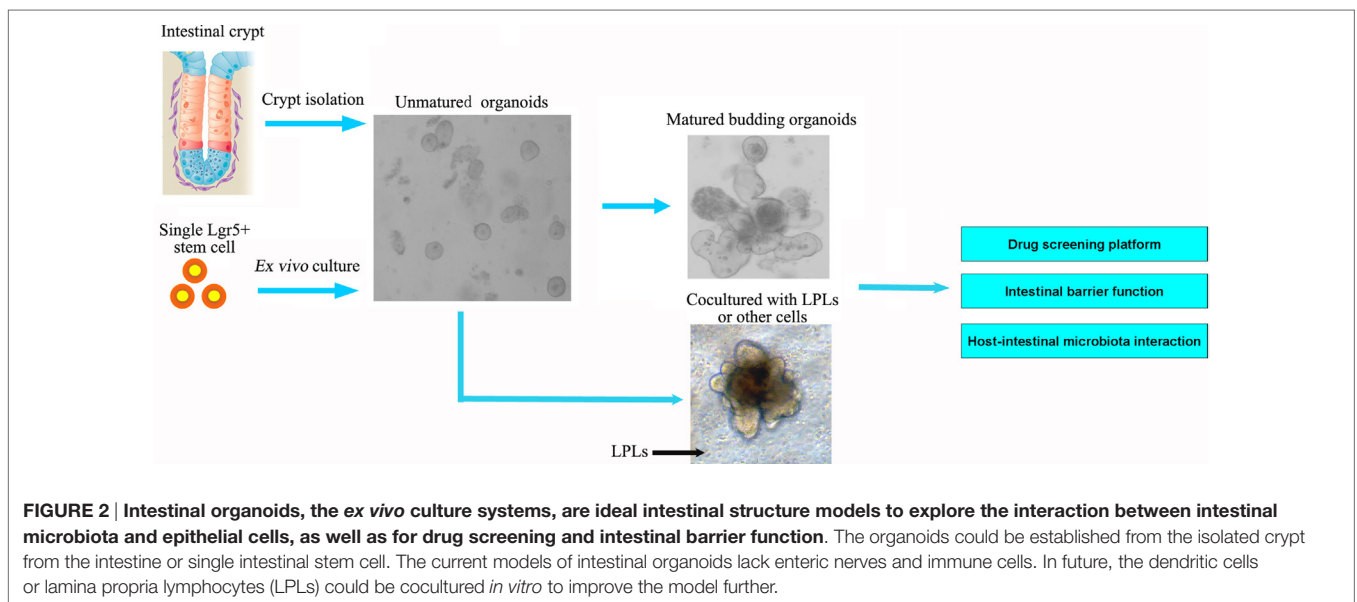 Intestinal crypt
Crypt isolation
Unmatured organoids
Matured budding organoids
Single Lgr5+
stem cell
Ex vivo culture
Cocultured with LPLs
or other cells
LPLs
Drug screening platform
Intestinal barrier function
Host-intestinal microbiota interaction
FIGURE 2 | Intestinal organoids, the ex vivo culture systems, are ideal intestinal structure models to explore the interaction between intestinal
microbiota and epithelial cells, as well as for drug screening and intestinal barrier function. The organoids could be established from the isolated crypt
from the intestine or single intestinal stem cell. The current models of intestinal organoids lack enteric nerves and immune cells. In future, the dendritic cells
or lamina propria lymphocytes (LPLs) could be cocultured in vitro to improve the model further.